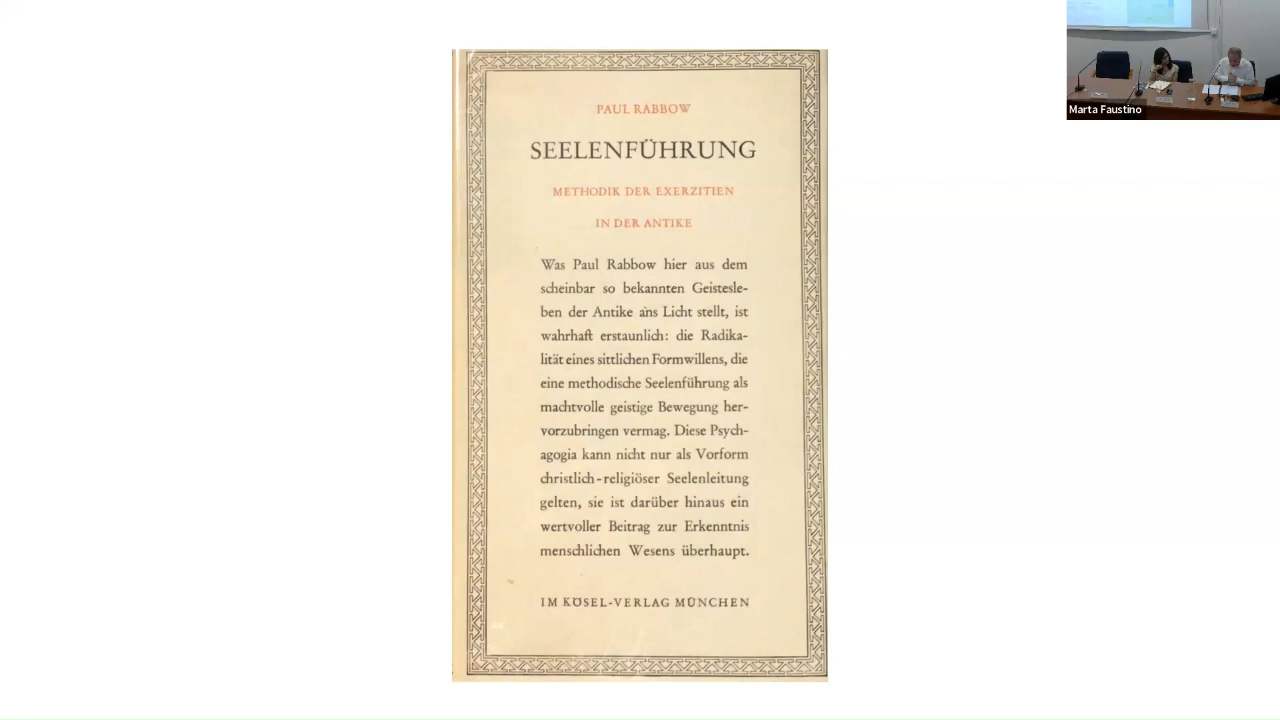 PAUL RABBOW
SEELENFÜHRUNG
METHODIK DER EXERZITIEN
IN DER ANTIKE
Was Paul Rabbow hier aus dem
scheinbar so bekannten Geistesle-
ben der Antike ans Licht stellt, ist
wahrhaft erstaunlich: die Radika-
lität eines sittlichen Formwillens, die
eine methodische Seelenführung als
machtvolle geistige Bewegung her-
vorzubringen vermag. Diese Psych-
agogia kann nicht nur als Vorform
christlich-religiöser Seelenleitung
gelten, sie ist darüber hinaus ein
wertvoller Beitrag zur Erkenntnis
menschlichen Wesens überhaupt.
IM KÖSEL-VERLAG MÜNCHEN
Marta Faustino